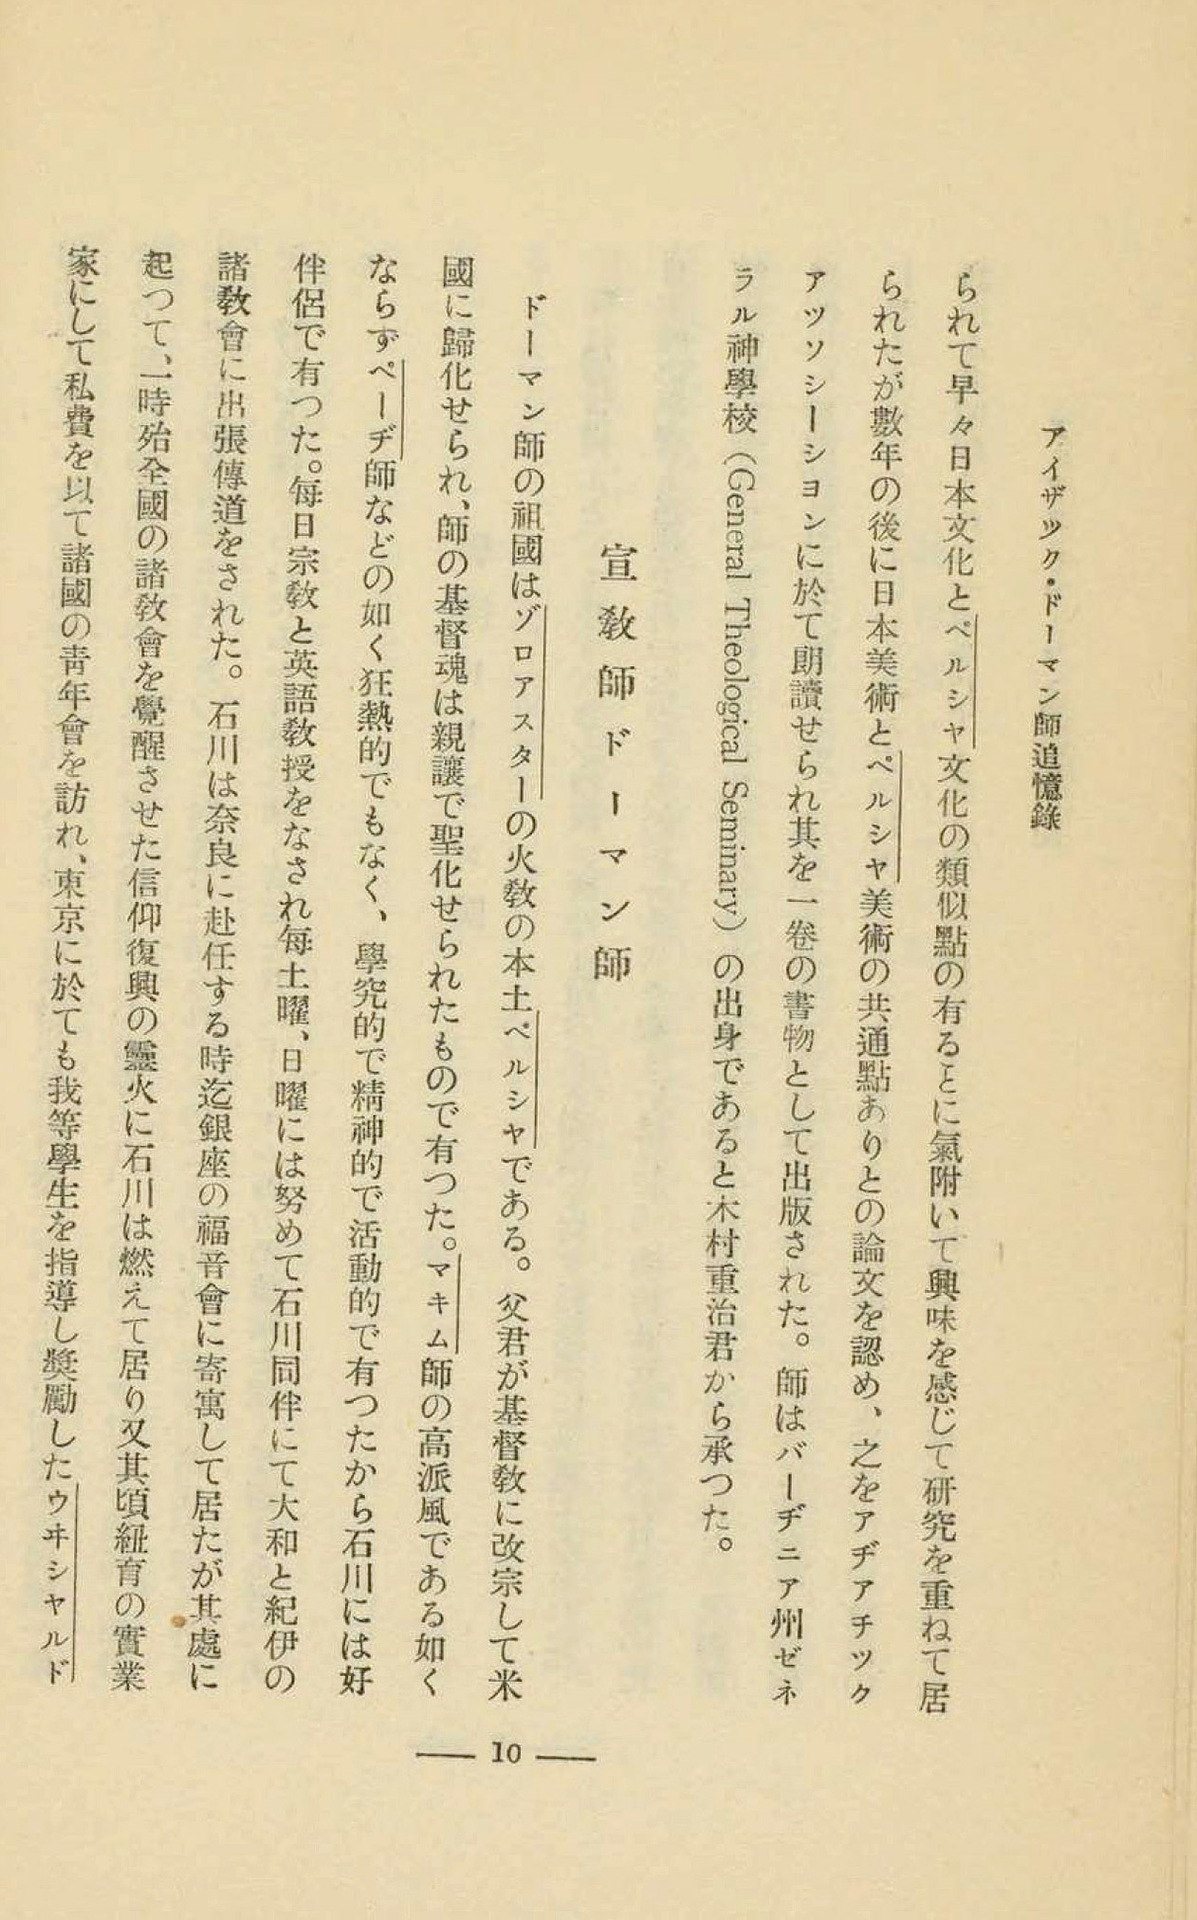 アイザック・ドーマン師追憶錄
られて早々日本文化とペルシヤ文化の類似點の有ることに氣附いて興味を感じて研究を重ねて居
られたが數年の後に日本美術とペルシヤ美術の共通點ありとの論文を認め、之をアヂアチツク
アツソシーシヨンに於て朗讀せられ其を一卷の書物として出版された。師はバーヂニア州ゼネ
ラル神學校（General Theological Seminary）の出身であると木村重治君から承つた。
宣敎師ドーマン師
ドーマン師の祖國はゾロアスターの火敎の本土ペルシヤである。父君が基督敎に改宗して米
國に歸化せられ、師の基督魂は親讓で聖化せられたもので有つた。マキム師の高派風である如く
ならずペーヂ師などの如く狂熱的でもなく、學究的で精神的で活動的で有つたから石川には好
伴侶で有つた。每日宗敎と英語敎授をなされ每土曜、日曜には努めて石川同伴にて大和と紀伊の
諸敎會に出張傳道をされた。石川は奈良に赴任する時迄銀座の福音會に寄寓して居たが其處に
起つて、一時殆全國の諸敎會を覺醒させた信仰復興の靈火に石川は燃えて居り又其頃紐育の實業
家にして私費を以て諸國の靑年會を訪れ、東京に於ても我等學生を指導し奬勵したウヰシヤルド
10